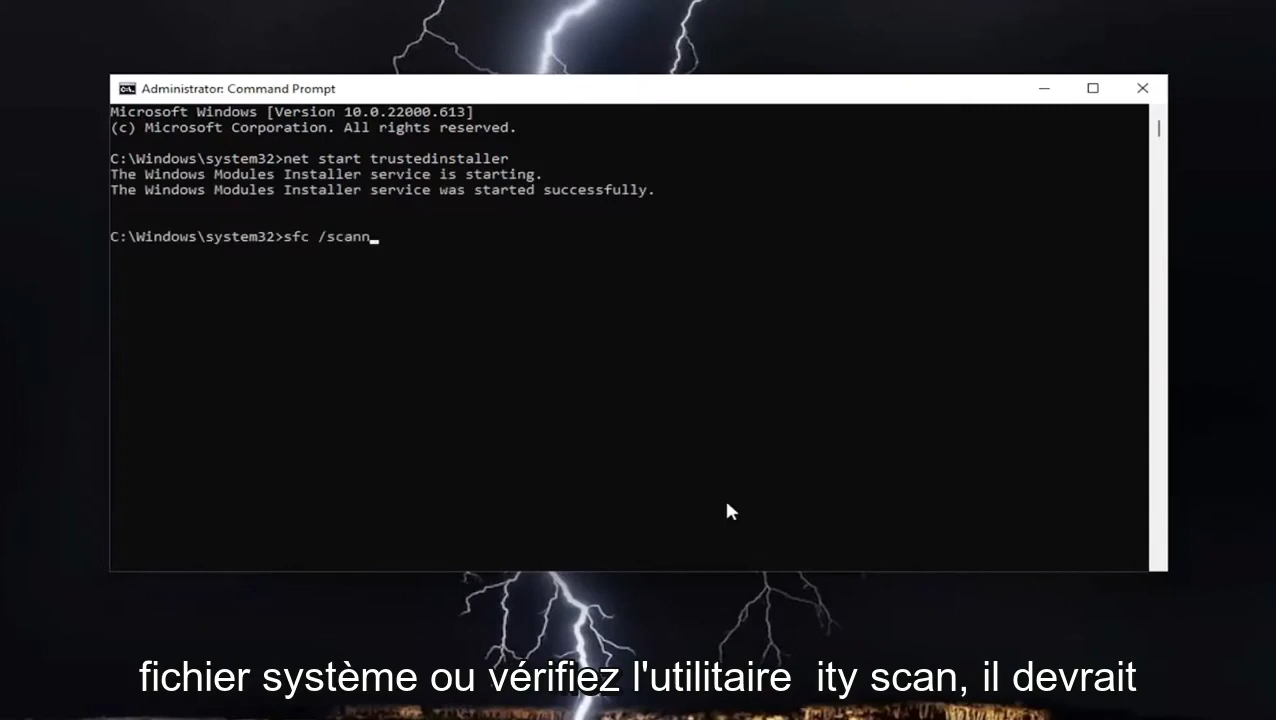 Administrator: Command Prompt
Microsoft Windows [Version 10.0.22000.613]
(c) Microsoft Corporation. All rights reserved.
C:\Windows\system32>net start trustedinstaller
The Windows Modules Installer service is starting.
The Windows Modules Installer service was started successfully.
C:\Windows\system32>sfc /scann
fichier système ou vérifiez l'utilitaire ity scan, il devrait